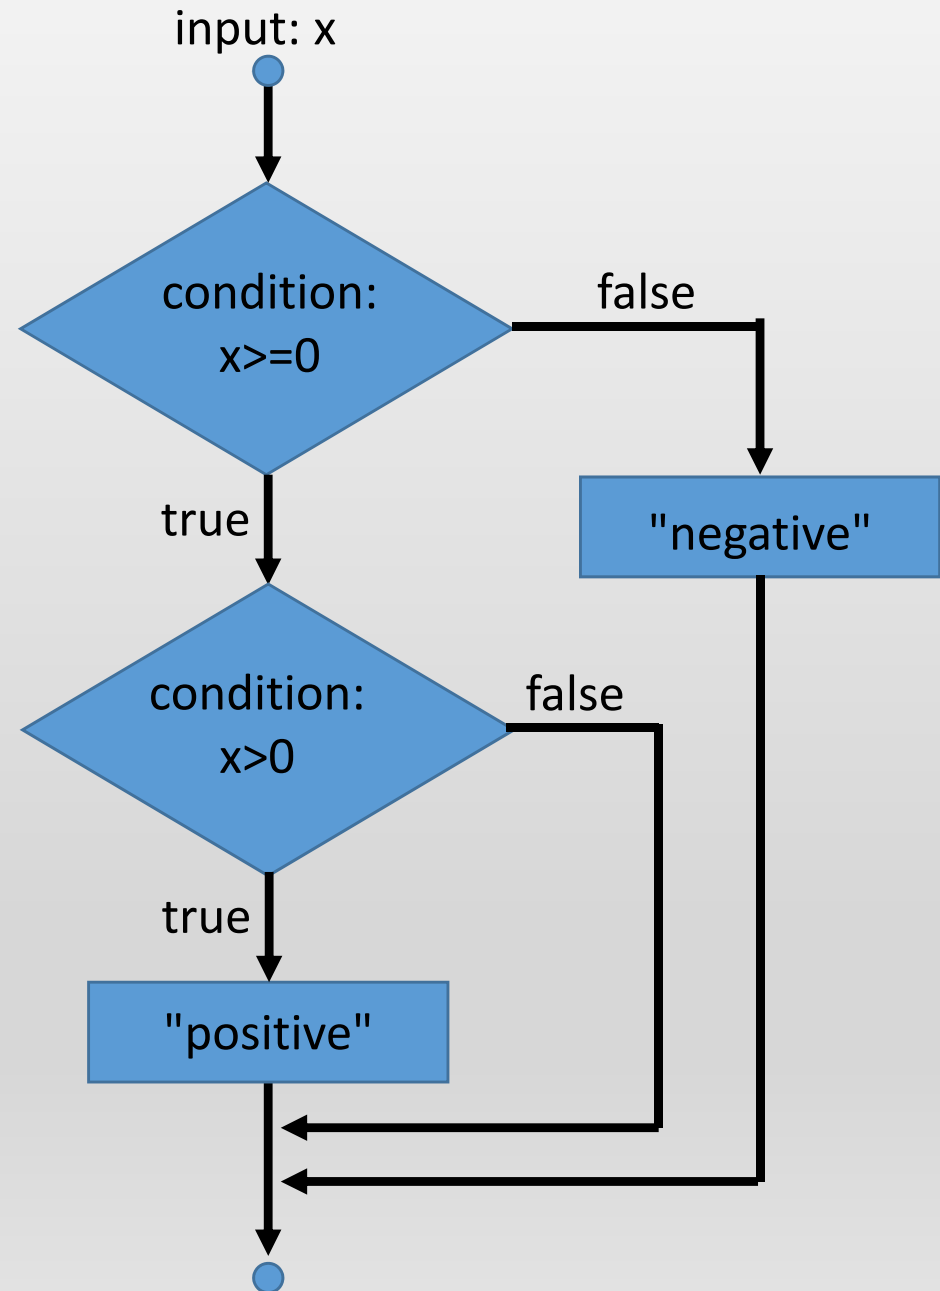 input: x
condition:
x>=0
false
true
"negative"
condition:
x>0
false
true
"positive"